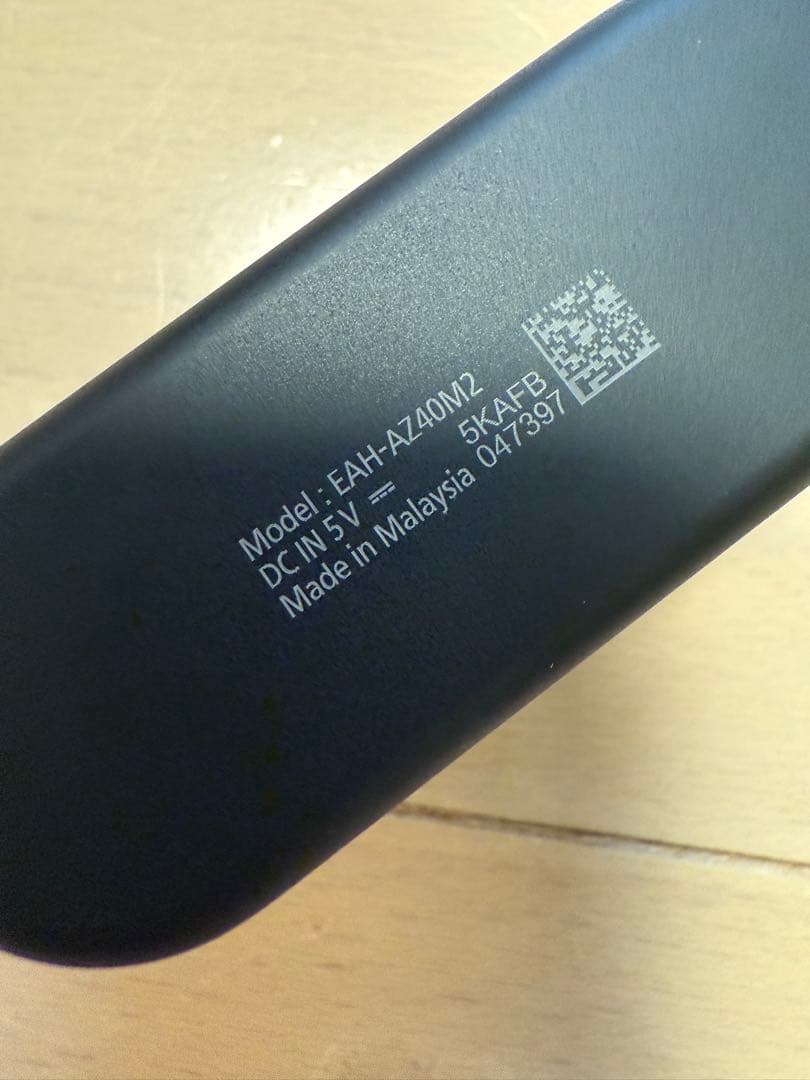 Model : EAH-AZ40M2
DC IN 5V ⎓ 5KAFB
Made in Malaysia 047397